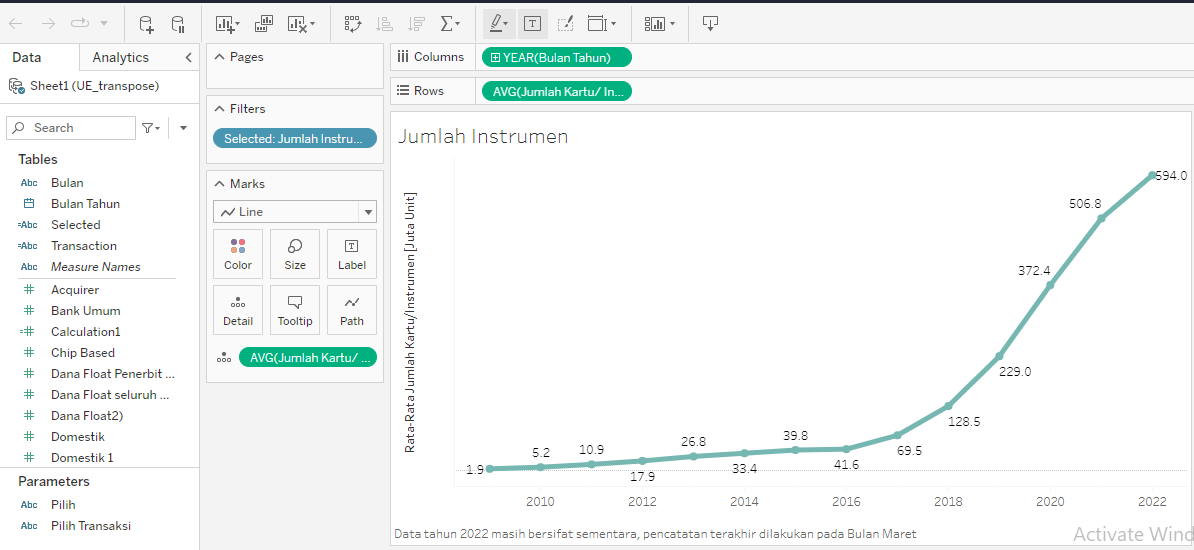 Data
Analytics
Sheet1 (UE_transpose)
Search
Tables
Abc Bulan
Bulan Tahun
=Abc Selected
=Abc Transaction
Abc Measure Names
# Acquirer
# Bank Umum
=# Calculation1
# Chip Based
# Dana Float Penerbit ...
# Dana Float seluruh ...
# Dana Float2)
# Domestik
# Domestik 1
Parameters
Abc Pilih
Abc Pilih Transaksi
Pages
Filters
Selected: Jumlah Instru...
Marks
Line
Color
Size
T
Label
Detail
Tooltip
Path
AVG(Jumlah Kartu/ ...
T
Columns
YEAR(Bulan Tahun)
Rows
AVG(Jumlah Kartu/ In...
Jumlah Instrumen
Rata-Rata Jumlah Kartu/Instrumen [Juta Unit]
1.9
5.2
10.9
17.9
26.8
33.4
39.8
41.6
69.5
128.5
229.0
372.4
506.8
594.0
2010
2012
2014
2016
2018
2020
2022
Data tahun 2022 masih bersifat sementara, pencatatan terakhir dilakukan pada Bulan Maret
Activate Wind